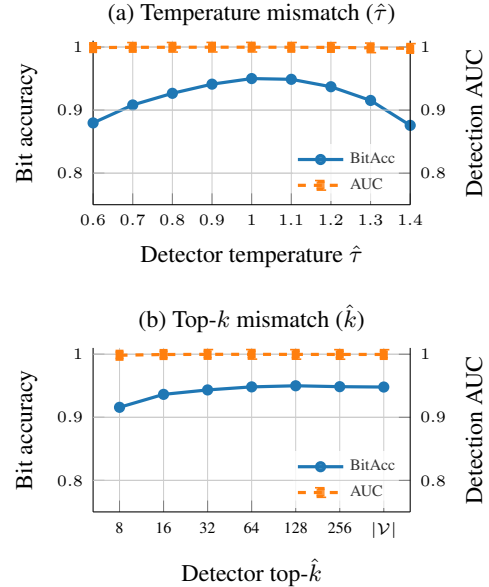 (a) Temperature mismatch (τ̂)
1
0.9
0.8
1
0.9
0.8
Bit accuracy
Detection AUC
BitAcc
AUC
0.6 0.7 0.8 0.9 1 1.1 1.2 1.3 1.4
Detector temperature τ̂
(b) Top-k mismatch (k̂)
1
0.9
0.8
1
0.9
0.8
Bit accuracy
Detection AUC
BitAcc
AUC
8 16 32 64 128 256 |𝒱|
Detector top-k̂